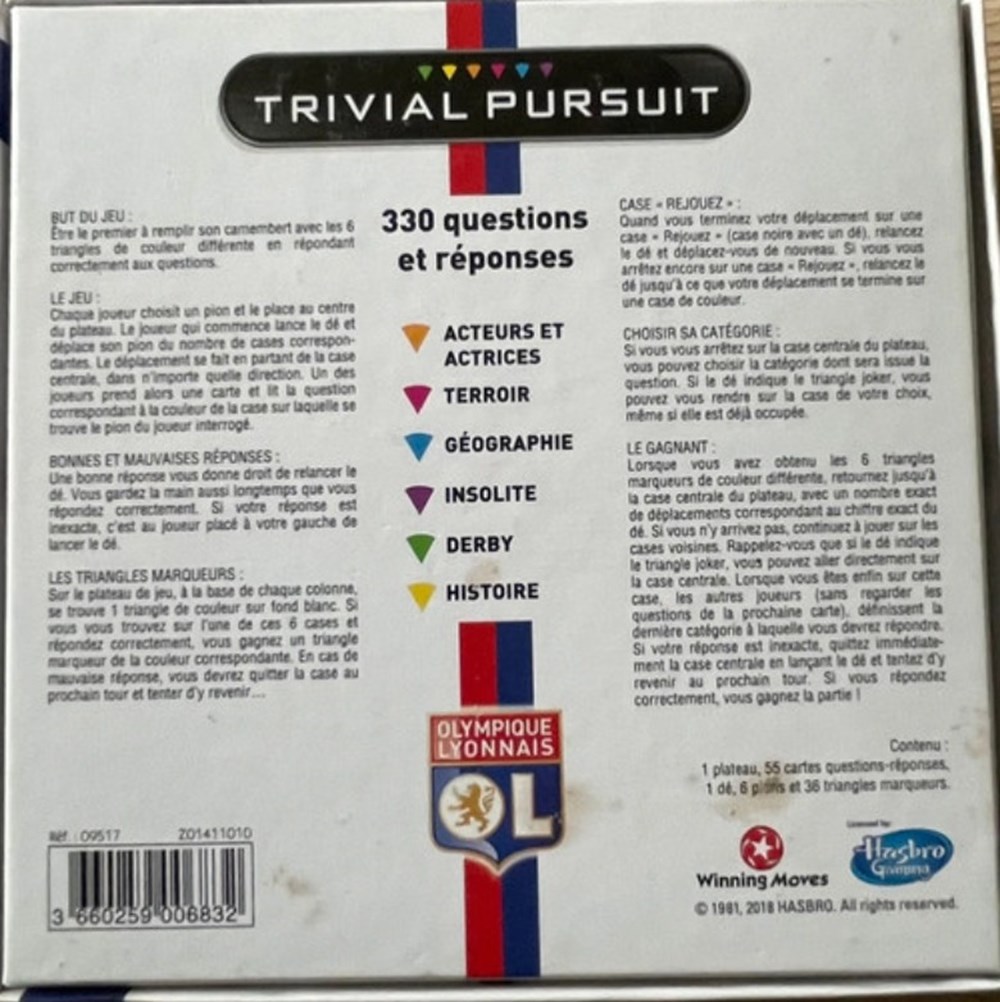 TRIVIAL PURSUIT
BUT DU JEU :
Être le premier à remplir son camembert avec les 6
triangles de couleur différente en répondant
correctement aux questions.
LE JEU :
Chaque joueur choisit un pion et le place au centre
du plateau. Le joueur qui commence lance le dé et
déplace son pion du nombre de cases correspon-
dantes. Le déplacement se fait en partant de la case
centrale, dans n'importe quelle direction. Un des
joueurs prend alors une carte et lit la question
correspondant à la couleur de la case sur laquelle se
trouve le pion du joueur interrogé.
BONNES ET MAUVAISES RÉPONSES :
Une bonne réponse vous donne droit de relancer le
dé. Vous gardez la main aussi longtemps que vous
répondez correctement. Si votre réponse est
inexacte, c'est au joueur placé à votre gauche de
lancer le dé.
LES TRIANGLES MARQUEURS :
Sur le plateau de jeu, à la base de chaque colonne,
se trouve 1 triangle de couleur sur fond blanc. Si
vous vous trouvez sur l'une de ces 6 cases et
répondez correctement, vous gagnez un triangle
marqueur de la couleur correspondante. En cas de
mauvaise réponse, vous devrez quitter la case au
prochain tour et tenter d'y revenir...
330 questions
et réponses
ACTEURS ET
ACTRICES
TERROIR
GÉOGRAPHIE
INSOLITE
DERBY
HISTOIRE
OLYMPIQUE
LYONNAIS
OL
CASE « REJOUEZ » :
Quand vous terminez votre déplacement sur une
case « Rejouez » (case noire avec un dé), relancez
le dé et déplacez-vous de nouveau. Si vous vous
arrêtez encore sur une case « Rejouez », relancez le
dé jusqu'à ce que votre déplacement se termine sur
une case de couleur.
CHOISIR SA CATÉGORIE :
Si vous vous arrêtez sur la case centrale du plateau,
vous pouvez choisir la catégorie dont sera issue la
question. Si le dé indique le triangle joker, vous
pouvez vous rendre sur la case de votre choix,
même si elle est déjà occupée.
LE GAGNANT :
Lorsque vous avez obtenu les 6 triangles
marqueurs de couleur différente, retournez jusqu'à
la case centrale du plateau, avec un nombre exact
de déplacements correspondant au chiffre exact du
dé. Si vous n'y arrivez pas, continuez à jouer sur les
cases voisines. Rappelez-vous que si le dé indique
le triangle joker, vous pouvez aller directement sur
la case centrale. Lorsque vous êtes enfin sur cette
case, les autres joueurs (sans regarder les
questions de la prochaine carte), définissent la
dernière catégorie à laquelle vous devrez répondre.
Si votre réponse est inexacte, quittez immédiate-
ment la case centrale en lançant le dé et tentez d'y
revenir au prochain tour. Si vous répondez
correctement, vous gagnez la partie !
Contenu :
1 plateau, 55 cartes questions-réponses,
1 dé, 6 pions et 36 triangles marqueurs.
Réf : 09517 Z01411010
3 660259 006832
Winning Moves
Licensed by:
Hasbro
Gaming
© 1981, 2018 HASBRO. All rights reserved.